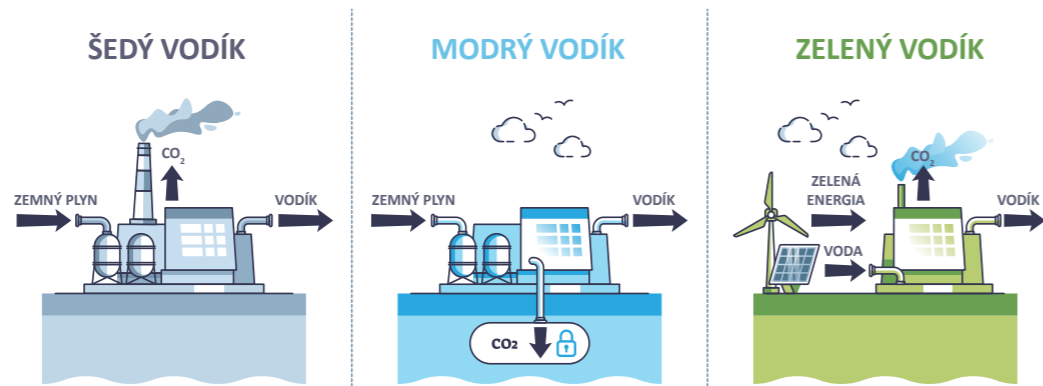 ŠEDÝ VODÍK
CO₂
ZEMNÝ PLYN
VODÍK
MODRÝ VODÍK
ZEMNÝ PLYN
VODÍK
CO₂
ZELENÝ VODÍK
CO₂
ZELENÁ
ENERGIA
VODÍK
VODA